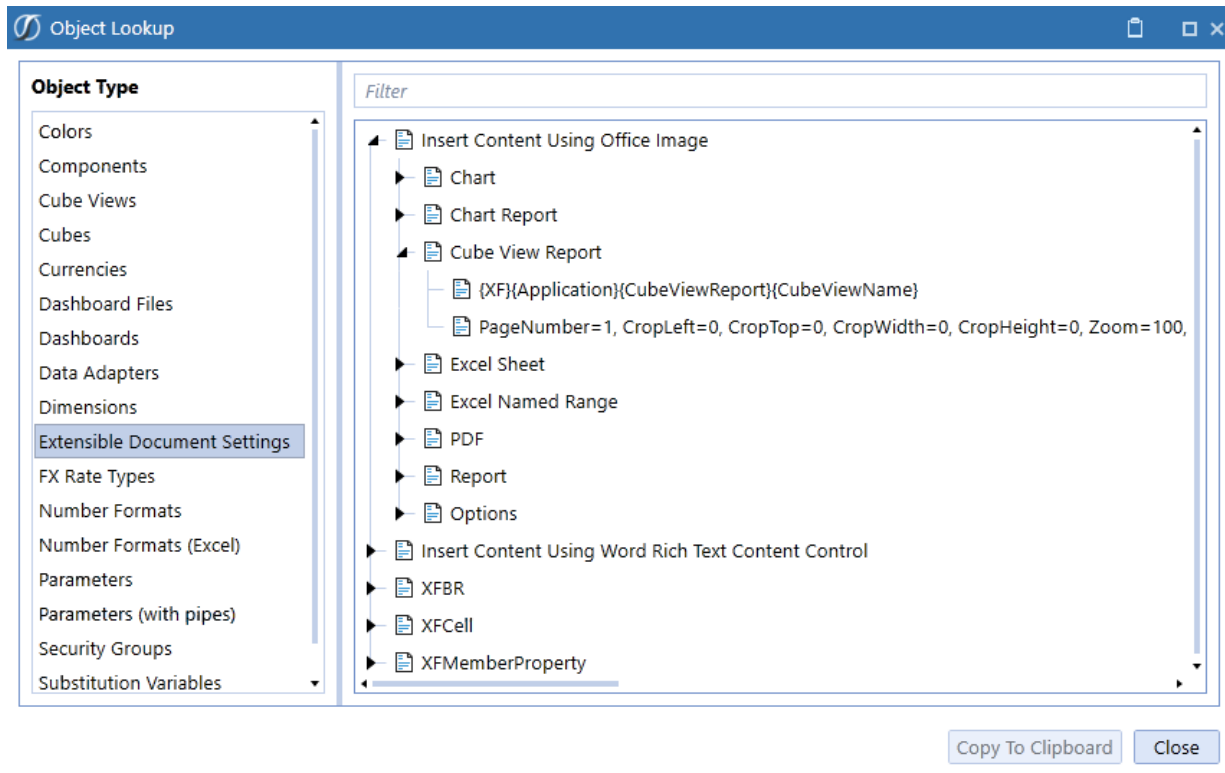 Object Lookup
Object Type
Colors
Components
Cube Views
Cubes
Currencies
Dashboard Files
Dashboards
Data Adapters
Dimensions
Extensible Document Settings
FX Rate Types
Number Formats
Number Formats (Excel)
Parameters
Parameters (with pipes)
Security Groups
Substitution Variables
Filter
Insert Content Using Office Image
Chart
Chart Report
Cube View Report
{XF}{Application}{CubeViewReport}{CubeViewName}
PageNumber=1, CropLeft=0, CropTop=0, CropWidth=0, CropHeight=0, Zoom=100,
Excel Sheet
Excel Named Range
PDF
Report
Options
Insert Content Using Word Rich Text Content Control
XFBR
XFCell
XFMemberProperty
Copy To Clipboard
Close